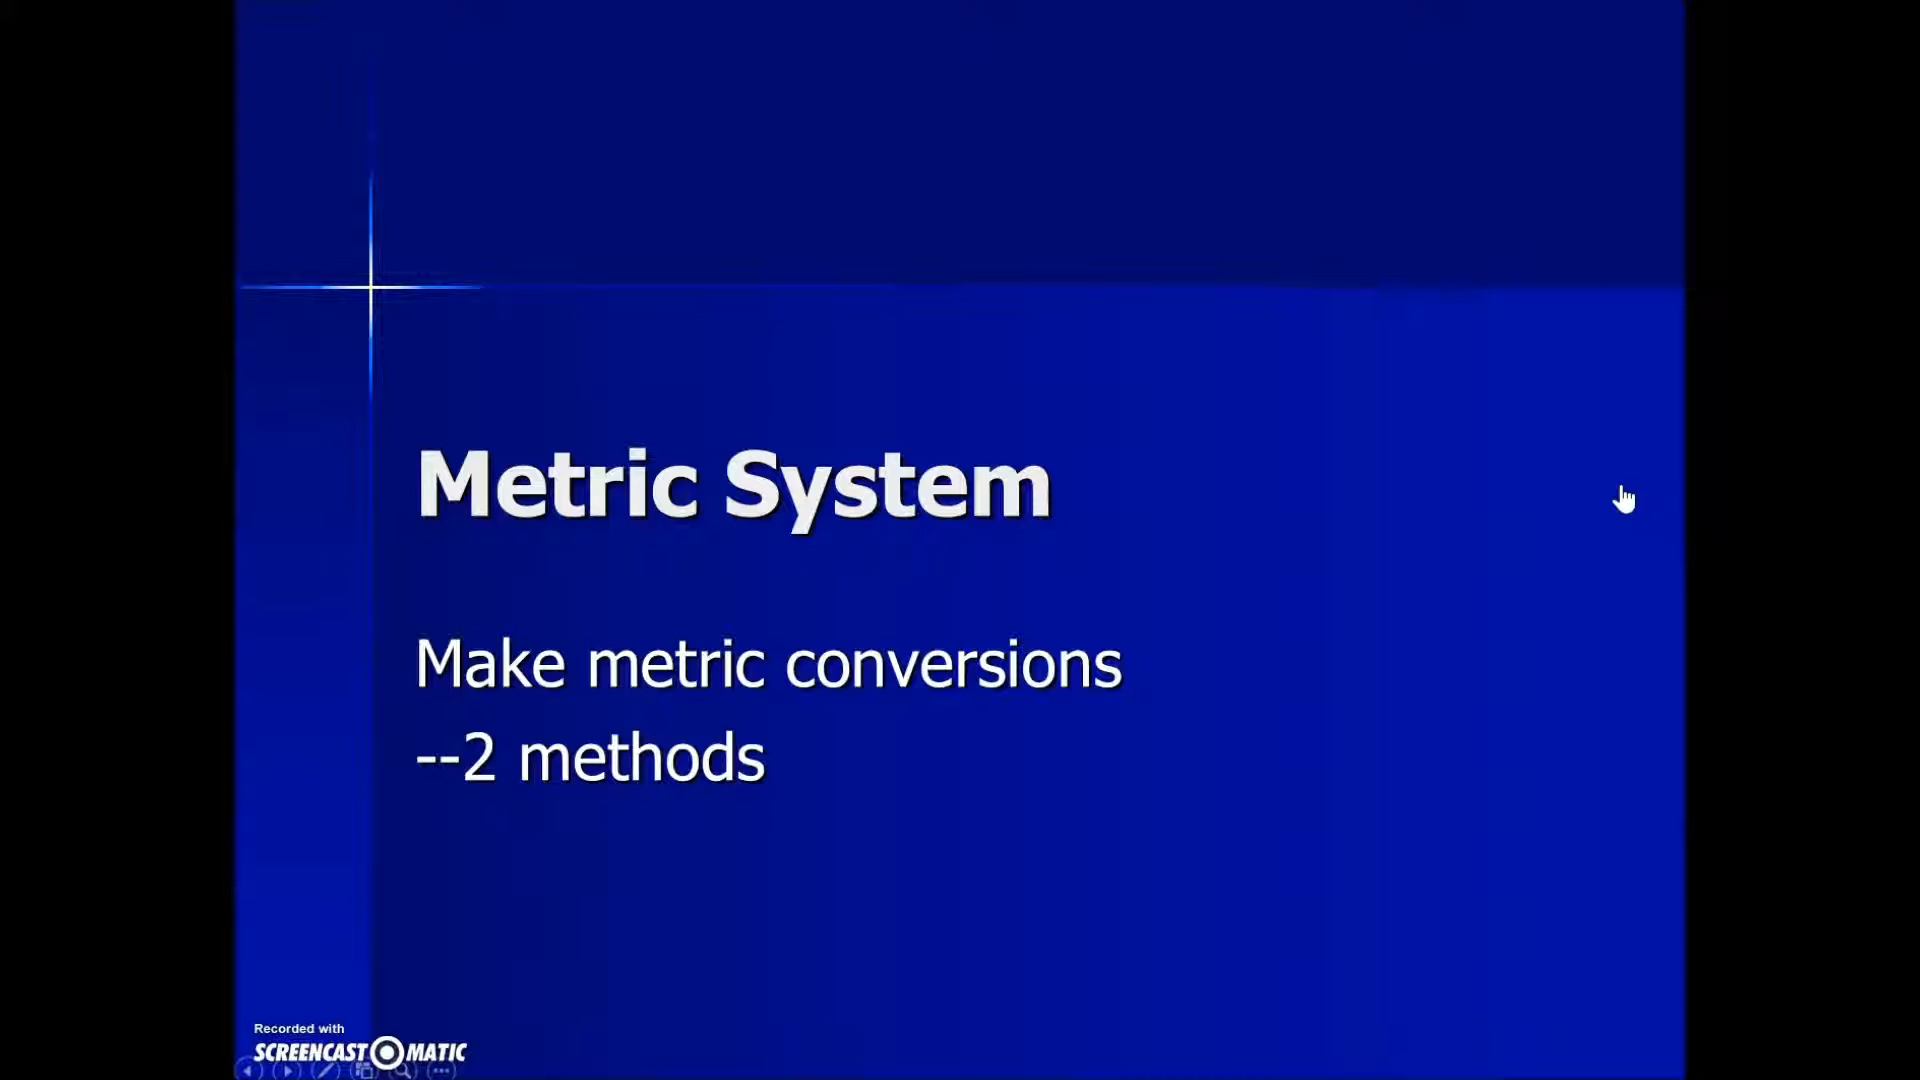 Metric System
Make metric conversions
--2 methods
Recorded with
SCREENCAST MATIC